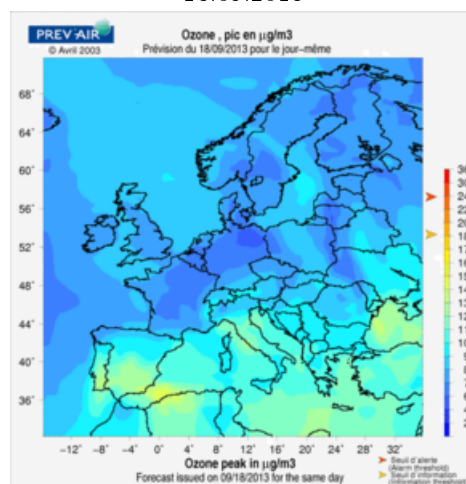 PREV'AIR
© Avril 2003
Ozone , pic en µg/m3
Prévision du 18/09/2013 pour le jour-même
68°
64°
60°
56°
52°
48°
44°
40°
36°
−12° −8° −4° 0° 4° 8° 12° 16° 20° 24° 28° 32°
Ozone peak in µg/m3
Forecast issued on 09/18/2013 for the same day
Seuil d'alerte
(Alarm threshold)
Seuil d'information
(Information threshold)